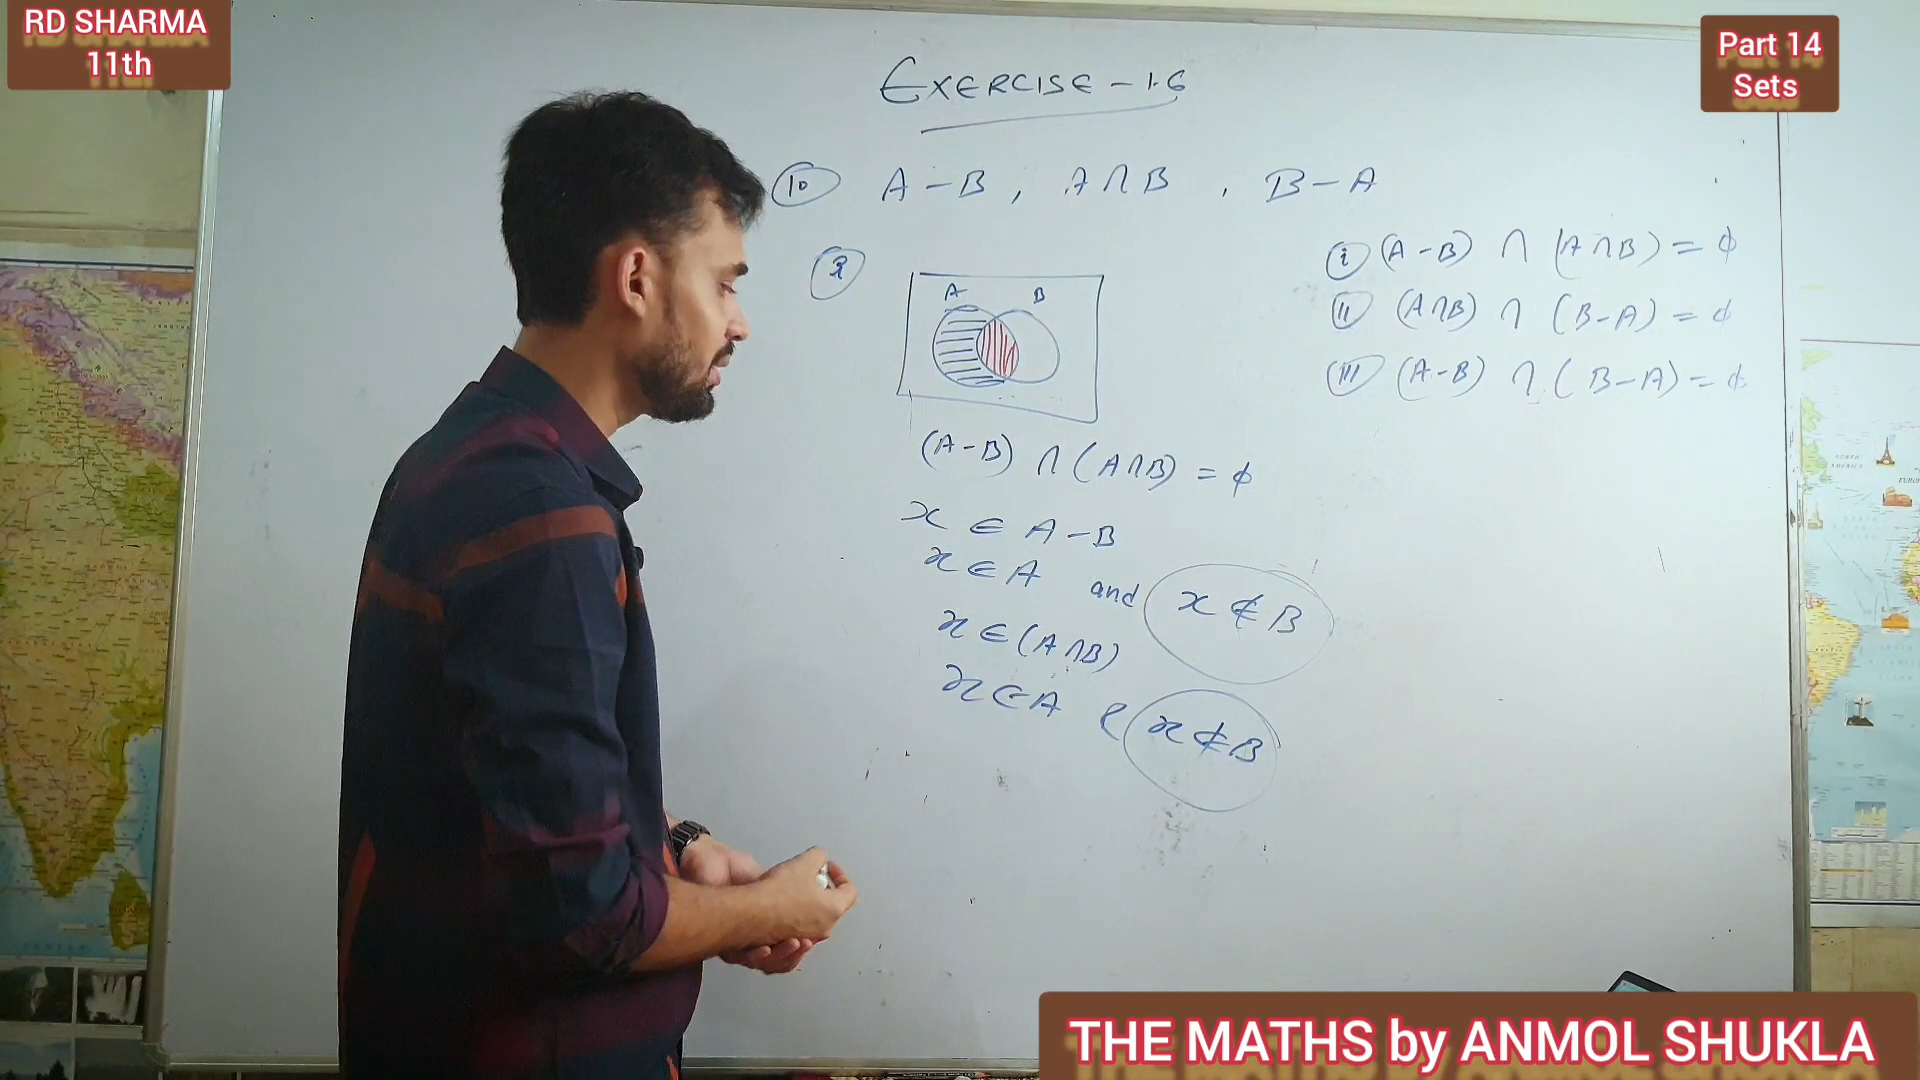 RD SHARMA
11th
Part 14
Sets
EXERCISE - 1.6
10 A - B , A ∩ B , B - A
i (A - B) ∩ (A ∩ B) = ϕ
II (A ∩ B) ∩ (B - A) = ϕ
III (A - B) ∩ (B - A) = ϕ
A B
(A - B) ∩ (A ∩ B) = ϕ
x ∈ A - B
x ∈ A and x ∉ B
x ∈ (A ∩ B)
x ∈ A & x ∉ B
THE MATHS by ANMOL SHUKLA